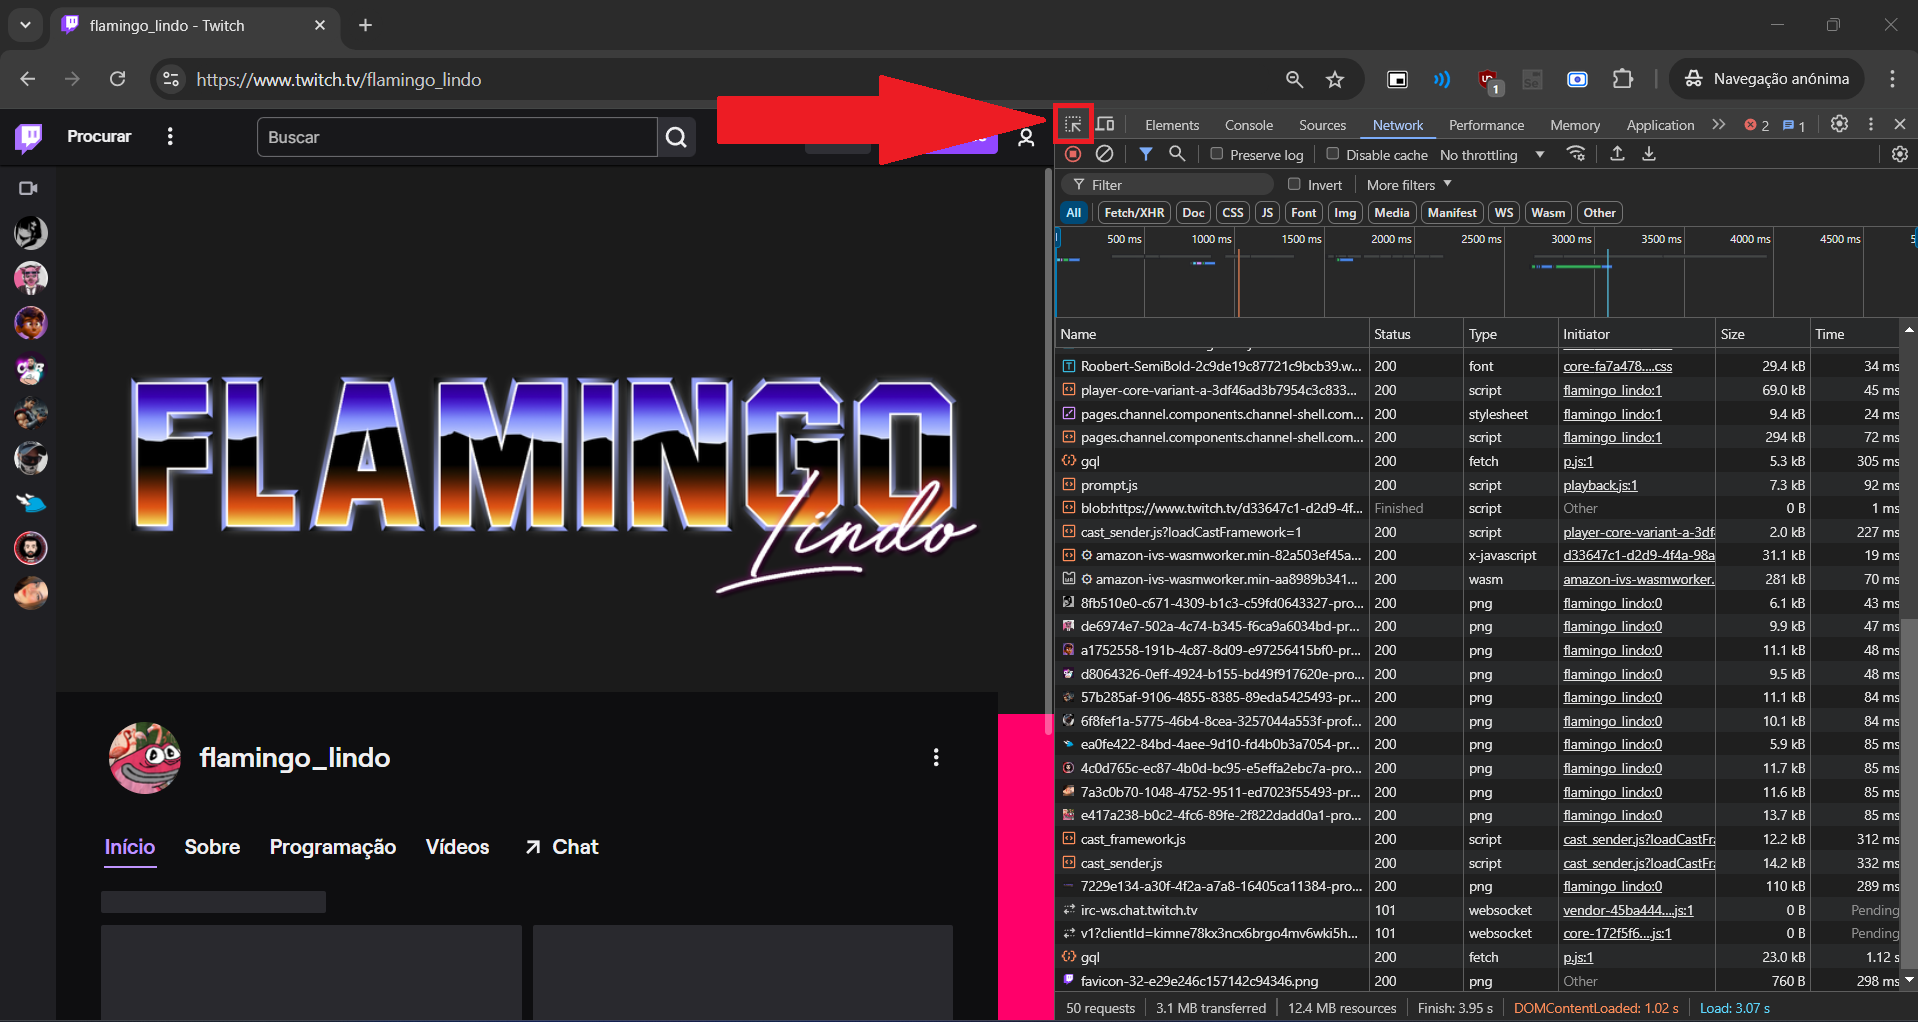 flamingo_lindo - Twitch
https://www.twitch.tv/flamingo_lindo
1
Navegação anónima
Procurar
Buscar
Elements Console Sources Network Performance Memory Application 2 1
Preserve log Disable cache No throttling
Filter Invert More filters
All Fetch/XHR Doc CSS JS Font Img Media Manifest WS Wasm Other
500 ms 1000 ms 1500 ms 2000 ms 2500 ms 3000 ms 3500 ms 4000 ms 4500 ms
Name Status Type Initiator Size Time
Roobert-SemiBold-2c9de19c87721c9bcb39.w... 200 font core-fa7a478....css 29.4 kB 34 ms
player-core-variant-a-3df46ad3b7954c3c833... 200 script flamingo_lindo:1 69.0 kB 45 ms
pages.channel.components.channel-shell.com... 200 stylesheet flamingo_lindo:1 9.4 kB 24 ms
pages.channel.components.channel-shell.com... 200 script flamingo_lindo:1 294 kB 72 ms
gql 200 fetch p.js:1 5.3 kB 305 ms
prompt.js 200 script playback.js:1 7.3 kB 92 ms
blob:https://www.twitch.tv/d33647c1-d2d9-4f... Finished script Other 0 B 1 ms
cast_sender.js?loadCastFramework=1 200 script player-core-variant-a-3df 2.0 kB 227 ms
amazon-ivs-wasmworker.min-82a503ef45a... 200 x-javascript d33647c1-d2d9-4f4a-98a 31.1 kB 19 ms
amazon-ivs-wasmworker.min-aa8989b341... 200 wasm amazon-ivs-wasmworker. 281 kB 70 ms
8fb510e0-c671-4309-b1c3-c59fd0643327-pro... 200 png flamingo_lindo:0 6.1 kB 43 ms
de6974e7-502a-4c74-b345-f6ca9a6034bd-pr... 200 png flamingo_lindo:0 9.9 kB 47 ms
a1752558-191b-4c87-8d09-e97256415bf0-pr... 200 png flamingo_lindo:0 11.1 kB 48 ms
d8064326-0eff-4924-b155-bd49f917620e-pro... 200 png flamingo_lindo:0 9.5 kB 48 ms
57b285af-9106-4855-8385-89eda5425493-pr... 200 png flamingo_lindo:0 11.1 kB 84 ms
6f8fef1a-5775-46b4-8cea-3257044a553f-prof... 200 png flamingo_lindo:0 10.1 kB 84 ms
ea0fe422-84bd-4aee-9d10-fd4b0b3a7054-pr... 200 png flamingo_lindo:0 5.9 kB 85 ms
4c0d765c-ec87-4b0d-bc95-e5effa2ebc7a-pro... 200 png flamingo_lindo:0 11.7 kB 85 ms
7a3c0b70-1048-4752-9511-ed7023f55493-pr... 200 png flamingo_lindo:0 11.6 kB 85 ms
e417a238-b0c2-4fc6-89fe-2f822dadd0a1-pro... 200 png flamingo_lindo:0 13.7 kB 85 ms
cast_framework.js 200 script cast_sender.js?loadCastFra 12.2 kB 312 ms
cast_sender.js 200 script cast_sender.js?loadCastFra 14.2 kB 332 ms
7229e134-a30f-4f2a-a7a8-16405ca11384-pro... 200 png flamingo_lindo:0 110 kB 289 ms
irc-ws.chat.twitch.tv 101 websocket vendor-45ba444....js:1 0 B Pending
v1?clientId=kimne78kx3ncx6brgo4mv6wki5h... 101 websocket core-172f5f6....js:1 0 B Pending
gql 200 fetch p.js:1 23.0 kB 1.12 s
favicon-32-e29e246c157142c94346.png 200 png Other 760 B 298 ms
50 requests 3.1 MB transferred 12.4 MB resources Finish: 3.95 s DOMContentLoaded: 1.02 s Load: 3.07 s
FLAMINGO
Lindo
flamingo_lindo
Início Sobre Programação Vídeos Chat